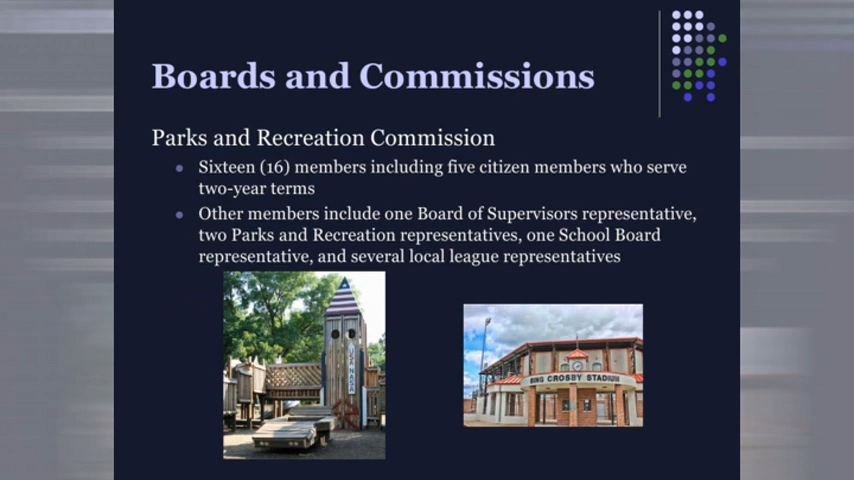 Boards and Commissions
Parks and Recreation Commission
Sixteen (16) members including five citizen members who serve
two-year terms
Other members include one Board of Supervisors representative,
two Parks and Recreation representatives, one School Board
representative, and several local league representatives
USA NASA
BING CROSBY STADIUM